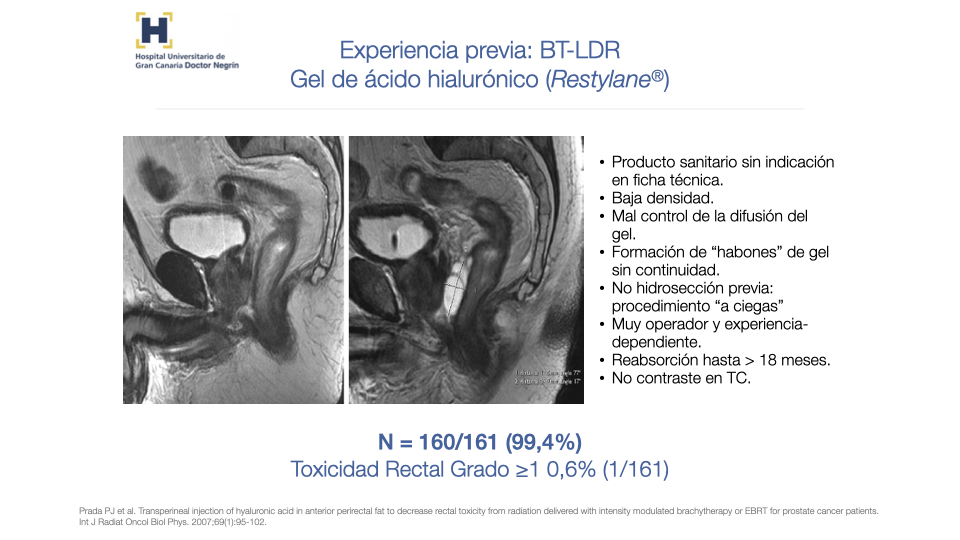 Hospital Universitario de
Gran Canaria Doctor Negrín
Experiencia previa: BT-LDR
Gel de ácido hialurónico (Restylane®)
• Producto sanitario sin indicación
en ficha técnica.
• Baja densidad.
• Mal control de la difusión del
gel.
• Formación de “habones” de gel
sin continuidad.
• No hidrosección previa:
procedimiento “a ciegas”
• Muy operador y experiencia-
dependiente.
• Reabsorción hasta > 18 meses.
• No contraste en TC.
N = 160/161 (99,4%)
Toxicidad Rectal Grado ≥1 0,6% (1/161)
Prada PJ et al. Transperineal injection of hyaluronic acid in anterior perirectal fat to decrease rectal toxicity from radiation delivered with intensity modulated brachytherapy or EBRT for prostate cancer patients.
Int J Radiat Oncol Biol Phys. 2007;69(1):95-102.